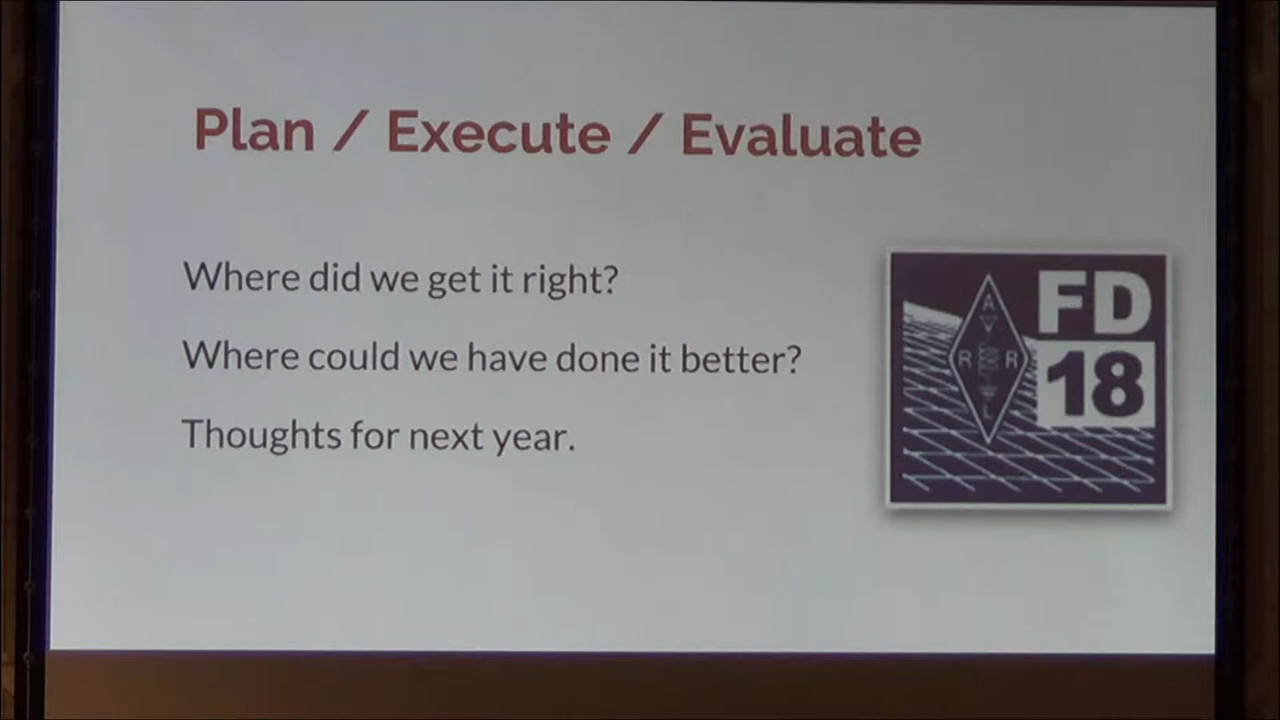 Plan / Execute / Evaluate
Where did we get it right?
Where could we have done it better?
Thoughts for next year.
FD
18
A
R R
L